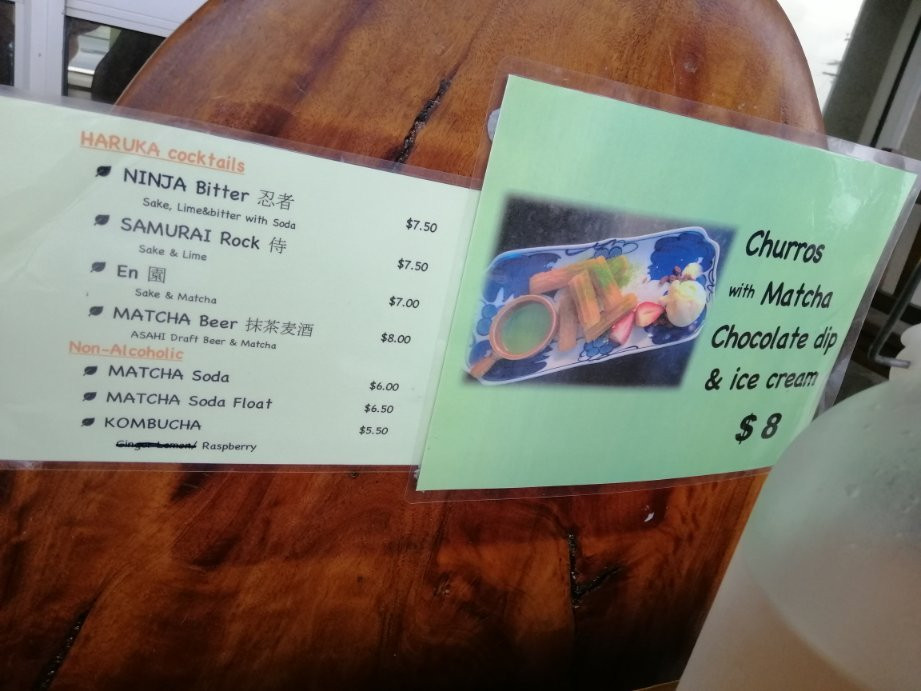 HARUKA cocktails
NINJA Bitter 忍者
Sake, Lime&bitter with Soda
$7.50
SAMURAI Rock 侍
Sake & Lime
$7.50
En 園
Sake & Matcha
$7.00
MATCHA Beer 抹茶麦酒
ASAHI Draft Beer & Matcha
$8.00
Non-Alcoholic
MATCHA Soda
$6.00
MATCHA Soda Float
$6.50
KOMBUCHA
$5.50
Ginger Lemon/ Raspberry
Churros
with Matcha
Chocolate dip
& ice cream
$8